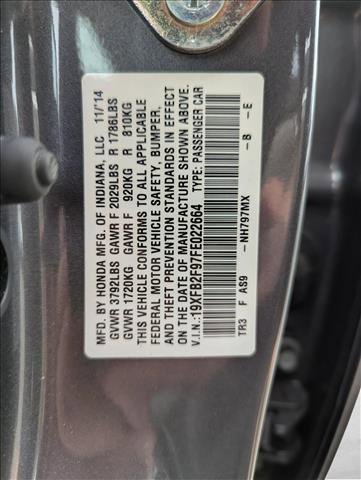 MFD. BY HONDA MFG. OF INDIANA, LLC 11/'14
GVWR 3792LBS GAWR F 2029LBS R 1786LBS
GVWR 1720KG GAWR F 920KG R 810KG
THIS VEHICLE CONFORMS TO ALL APPLICABLE
FEDERAL MOTOR VEHICLE SAFETY, BUMPER,
AND THEFT PREVENTION STANDARDS IN EFFECT
ON THE DATE OF MANUFACTURE SHOWN ABOVE.
V.I.N.:19XFB2F97FE022664 TYPE: PASSENGER CAR
TR3 F AS9 -NH797MX -B -E